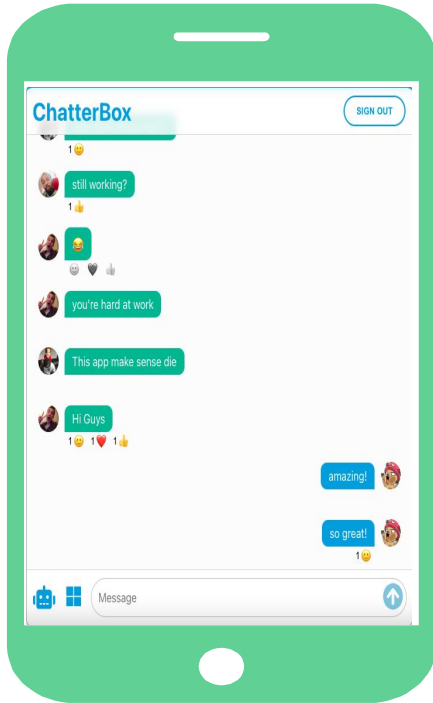 ChatterBox
SIGN OUT
1
still working?
1
you're hard at work
This app make sense die
Hi Guys
1 1 1
amazing!
so great!
1
Message